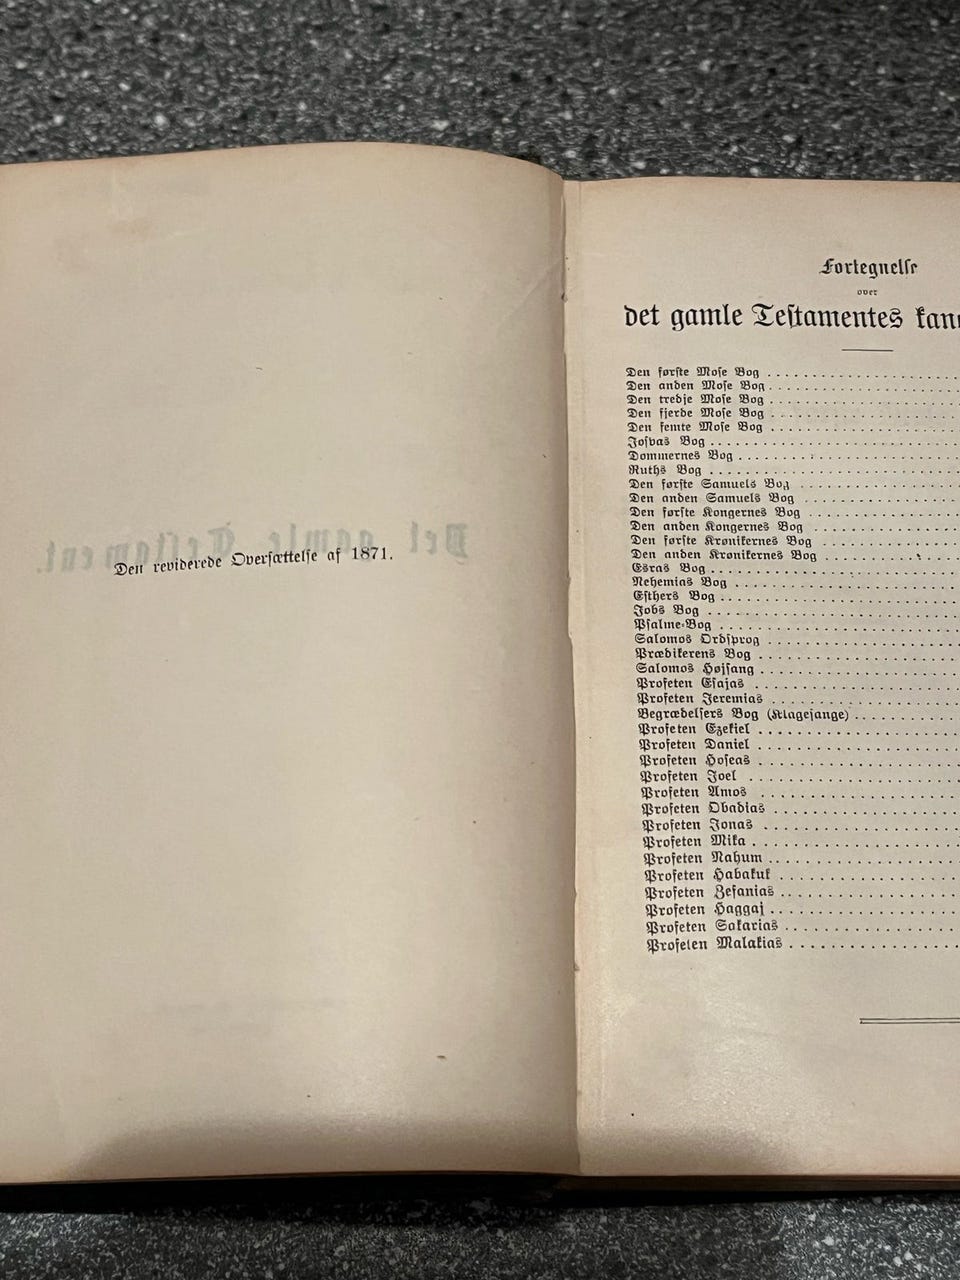 Den reviderede Oversættelse af 1871.
Fortegnelse
over
det gamle Testamentes
Den første Mose Bog
Den anden Mose Bog
Den tredje Mose Bog
Den fjerde Mose Bog
Den femte Mose Bog
Josvas Bog
Dommernes Bog
Ruths Bog
Den første Samuels Bog
Den anden Samuels Bog
Den første Kongernes Bog
Den anden Kongernes Bog
Den første Krønikernes Bog
Den anden Krønikernes Bog
Esras Bog
Nehemias Bog
Esthers Bog
Jobs Bog
Psalme-Bog
Salomos Ordsprog
Prædikerens Bog
Salomos Højsang
Profeten Esajas
Profeten Jeremias
Begrædelsers Bog (Klagesange)
Profeten Ezekiel
Profeten Daniel
Profeten Hoseas
Profeten Joel
Profeten Amos
Profeten Obadias
Profeten Jonas
Profeten Mika
Profeten Nahum
Profeten Habakuk
Profeten Zefanias
Profeten Haggaj
Profeten Sakarias
Profeten Malakias